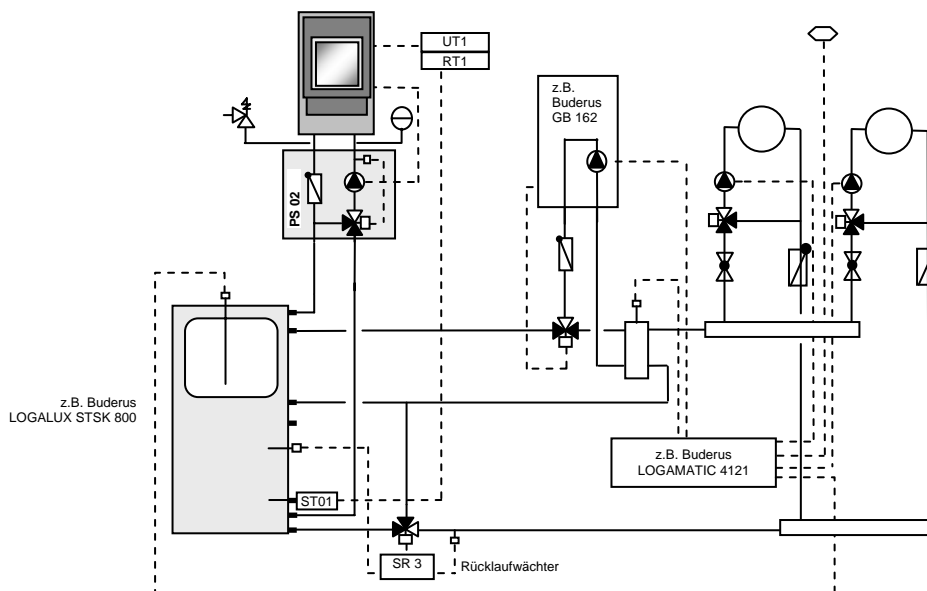 UT1
RT1
z.B.
Buderus
GB 162
PS 02
z.B. Buderus
LOGALUX STSK 800
z.B. Buderus
LOGAMATIC 4121
ST01
SR 3
Rücklaufwächter